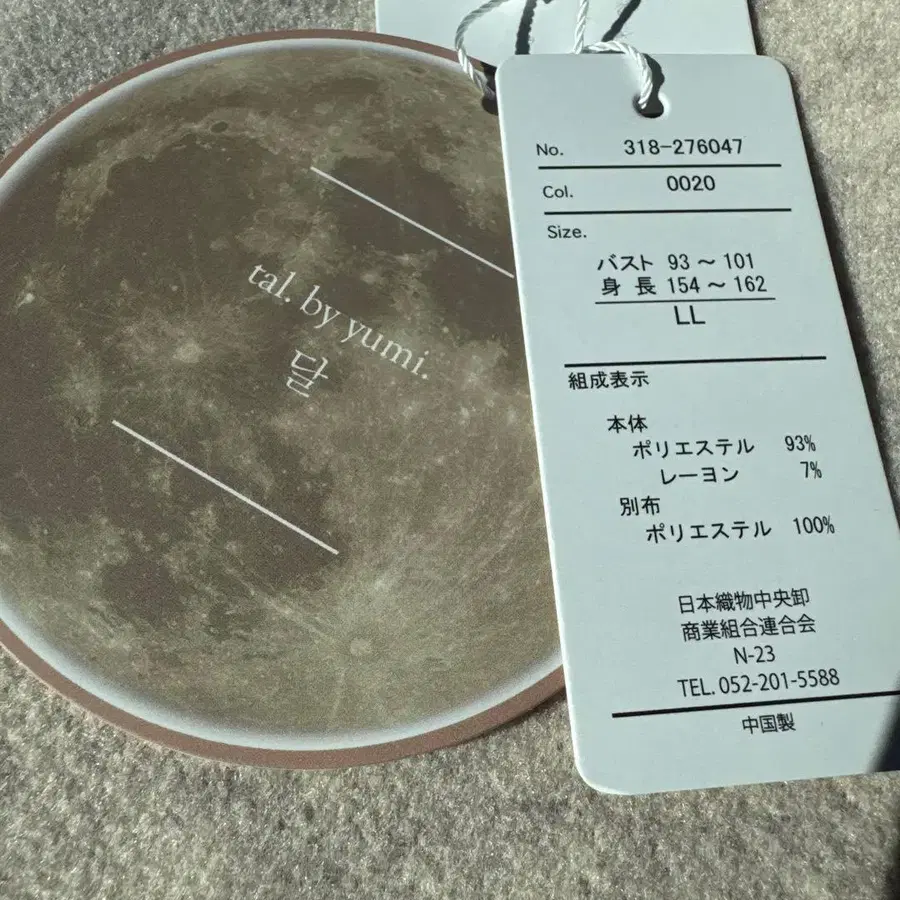 tal. by yumi.
달
No. 318-276047
Col. 0020
Size.
バスト 93 ～ 101
身 長 154 ～ 162
LL
組成表示
本体
ポリエステル 93%
レーヨン 7%
別布
ポリエステル 100%
日本織物中央卸
商業組合連合会
N-23
TEL. 052-201-5588
中国製